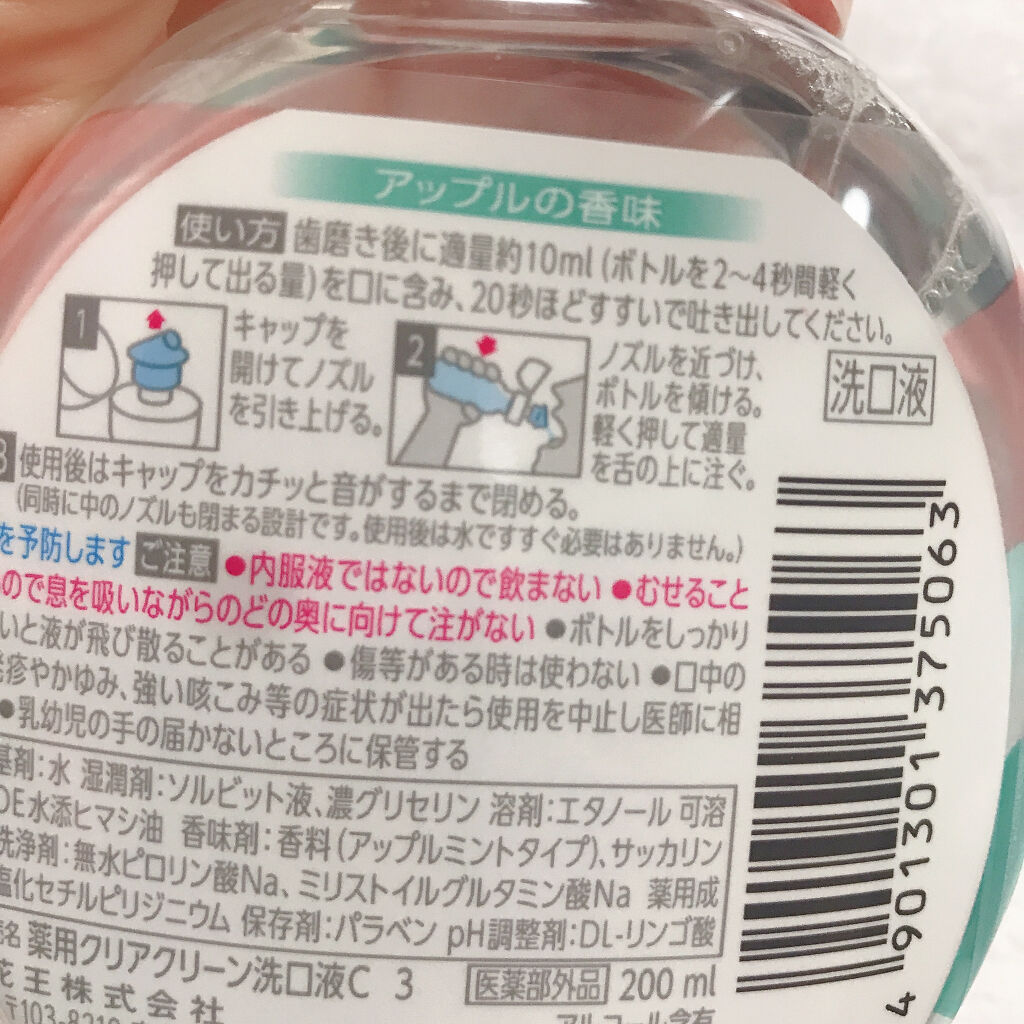 アップルの香味
使い方 歯磨き後に適量約10ml(ボトルを2〜4秒間軽く
押して出る量)を口に含み、20秒ほどすすいで吐き出してください。
1
キャップを
開けてノズル
を引き上げる。
2
ノズルを近づけ、
ボトルを傾ける。
軽く押して適量
を舌の上に注ぐ。
洗口液
3 使用後はキャップをカチッと音がするまで閉める。
(同時に中のノズルも閉まる設計です。使用後は水ですすぐ必要はありません。)
を予防します ご注意 ●内服液ではないので飲まない ●むせること
ので息を吸いながらのどの奥に向けて注がない ●ボトルをしっかり
いと液が飛び散ることがある ●傷等がある時は使わない ●口中の
発疹やかゆみ、強い咳こみ等の症状が出たら使用を中止し医師に相
●乳幼児の手の届かないところに保管する
基剤:水 湿潤剤:ソルビット液、濃グリセリン 溶剤:エタノール 可溶
OE水添ヒマシ油 香味剤:香料(アップルミントタイプ)、サッカリン
洗浄剤:無水ピロリン酸Na、ミリストイルグルタミン酸Na 薬用成
塩化セチルピリジニウム 保存剤:パラベン pH調整剤:DL-リンゴ酸
名 薬用クリアクリーン洗口液C 3 医薬部外品 200 ml
花王株式会社
〒103-8210
アルコール含有
4 901301 375063